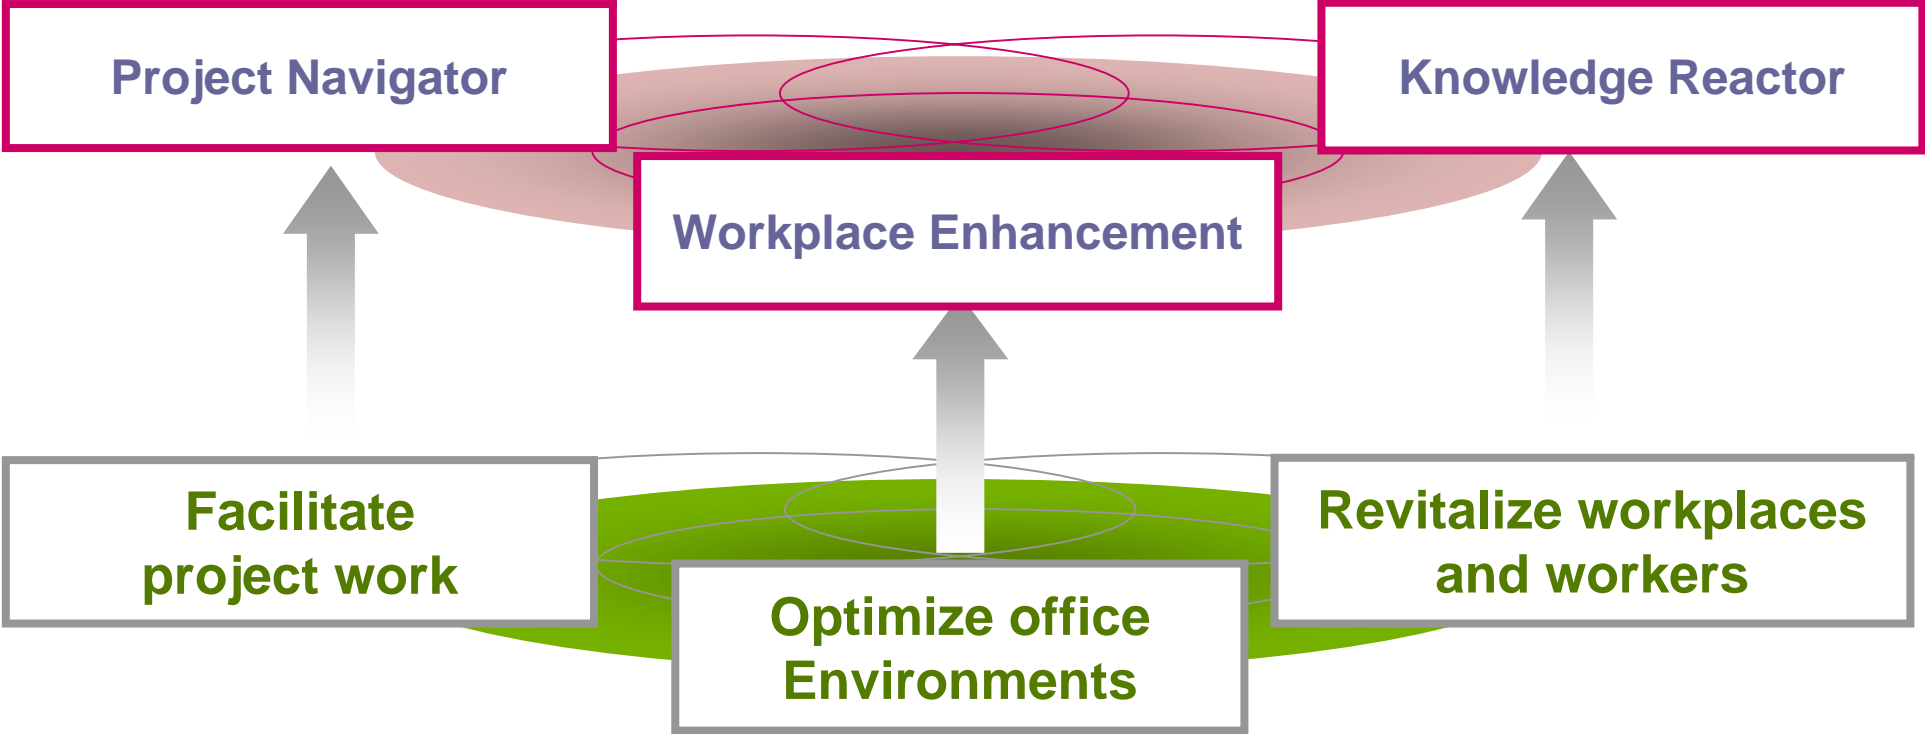 Project Navigator
Knowledge Reactor
Workplace Enhancement
Facilitate
project work
Revitalize workplaces
and workers
Optimize office
Environments